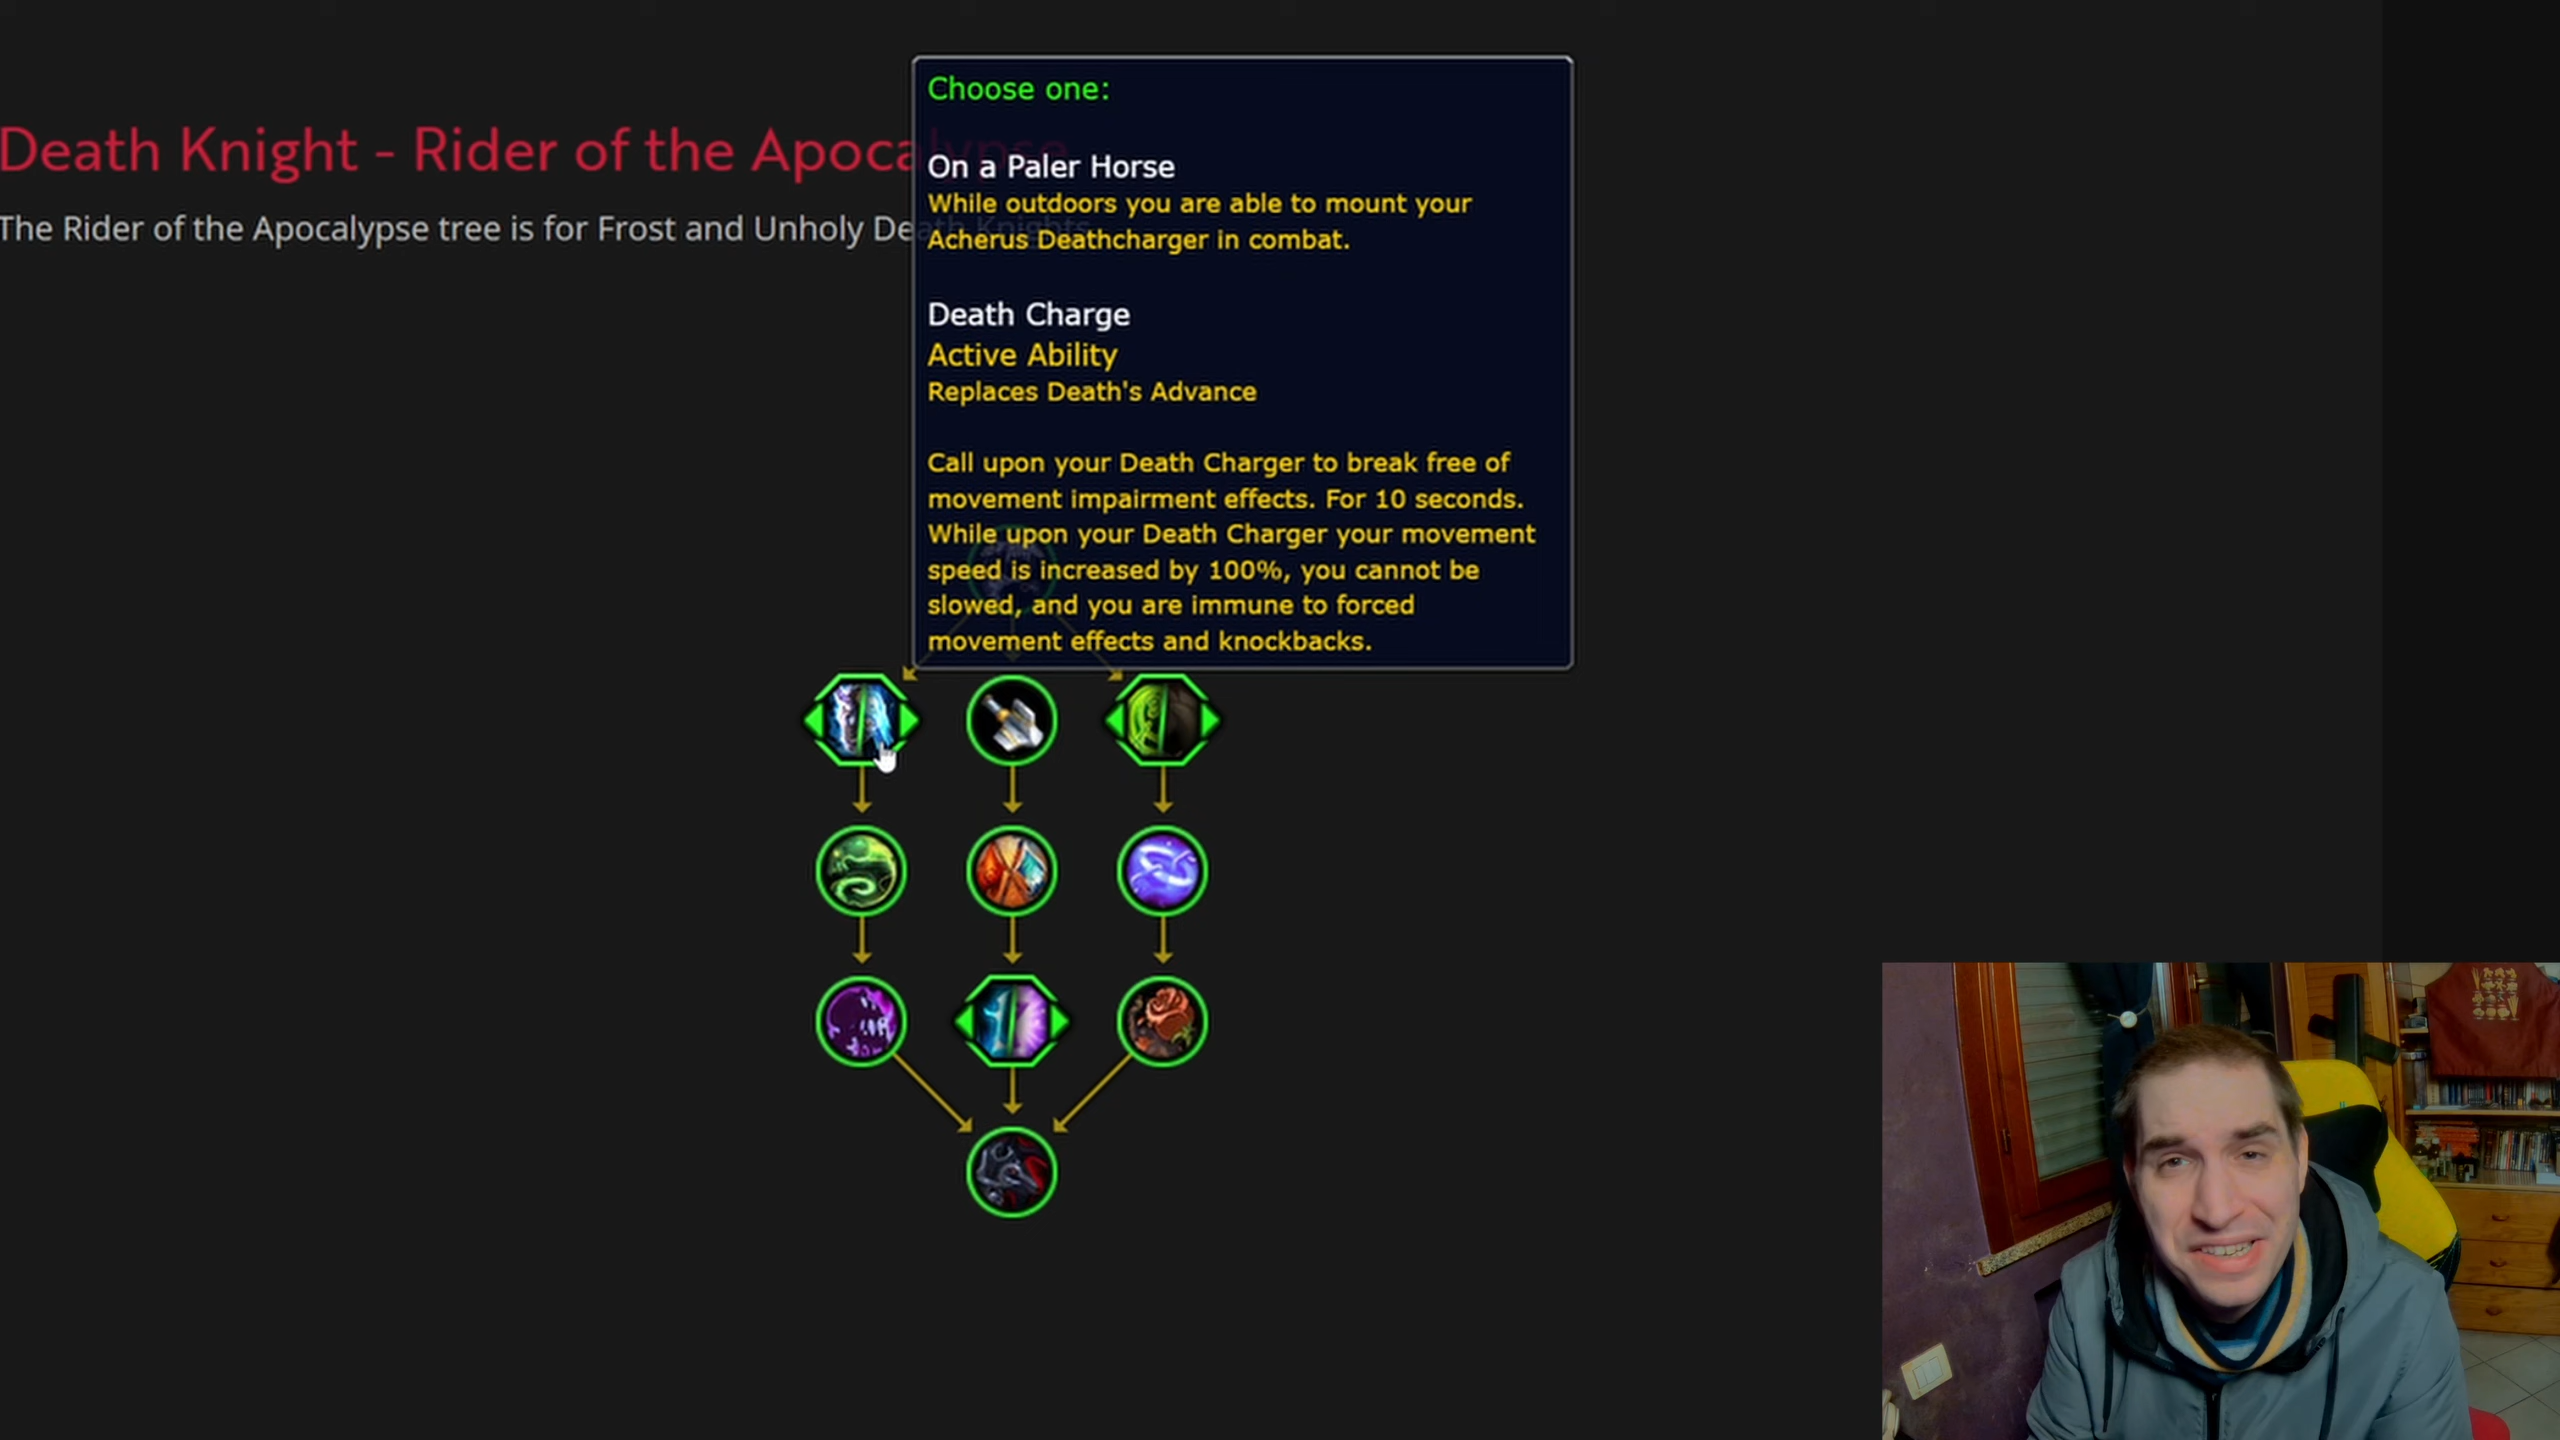 Death Knight - Rider of the Apocalypse
The Rider of the Apocalypse tree is for Frost and Unholy Death Knights
Choose one:
On a Paler Horse
While outdoors you are able to mount your
Acherus Deathcharger in combat.
Death Charge
Active Ability
Replaces Death's Advance
Call upon your Death Charger to break free of
movement impairment effects. For 10 seconds.
While upon your Death Charger your movement
speed is increased by 100%, you cannot be
slowed, and you are immune to forced
movement effects and knockbacks.